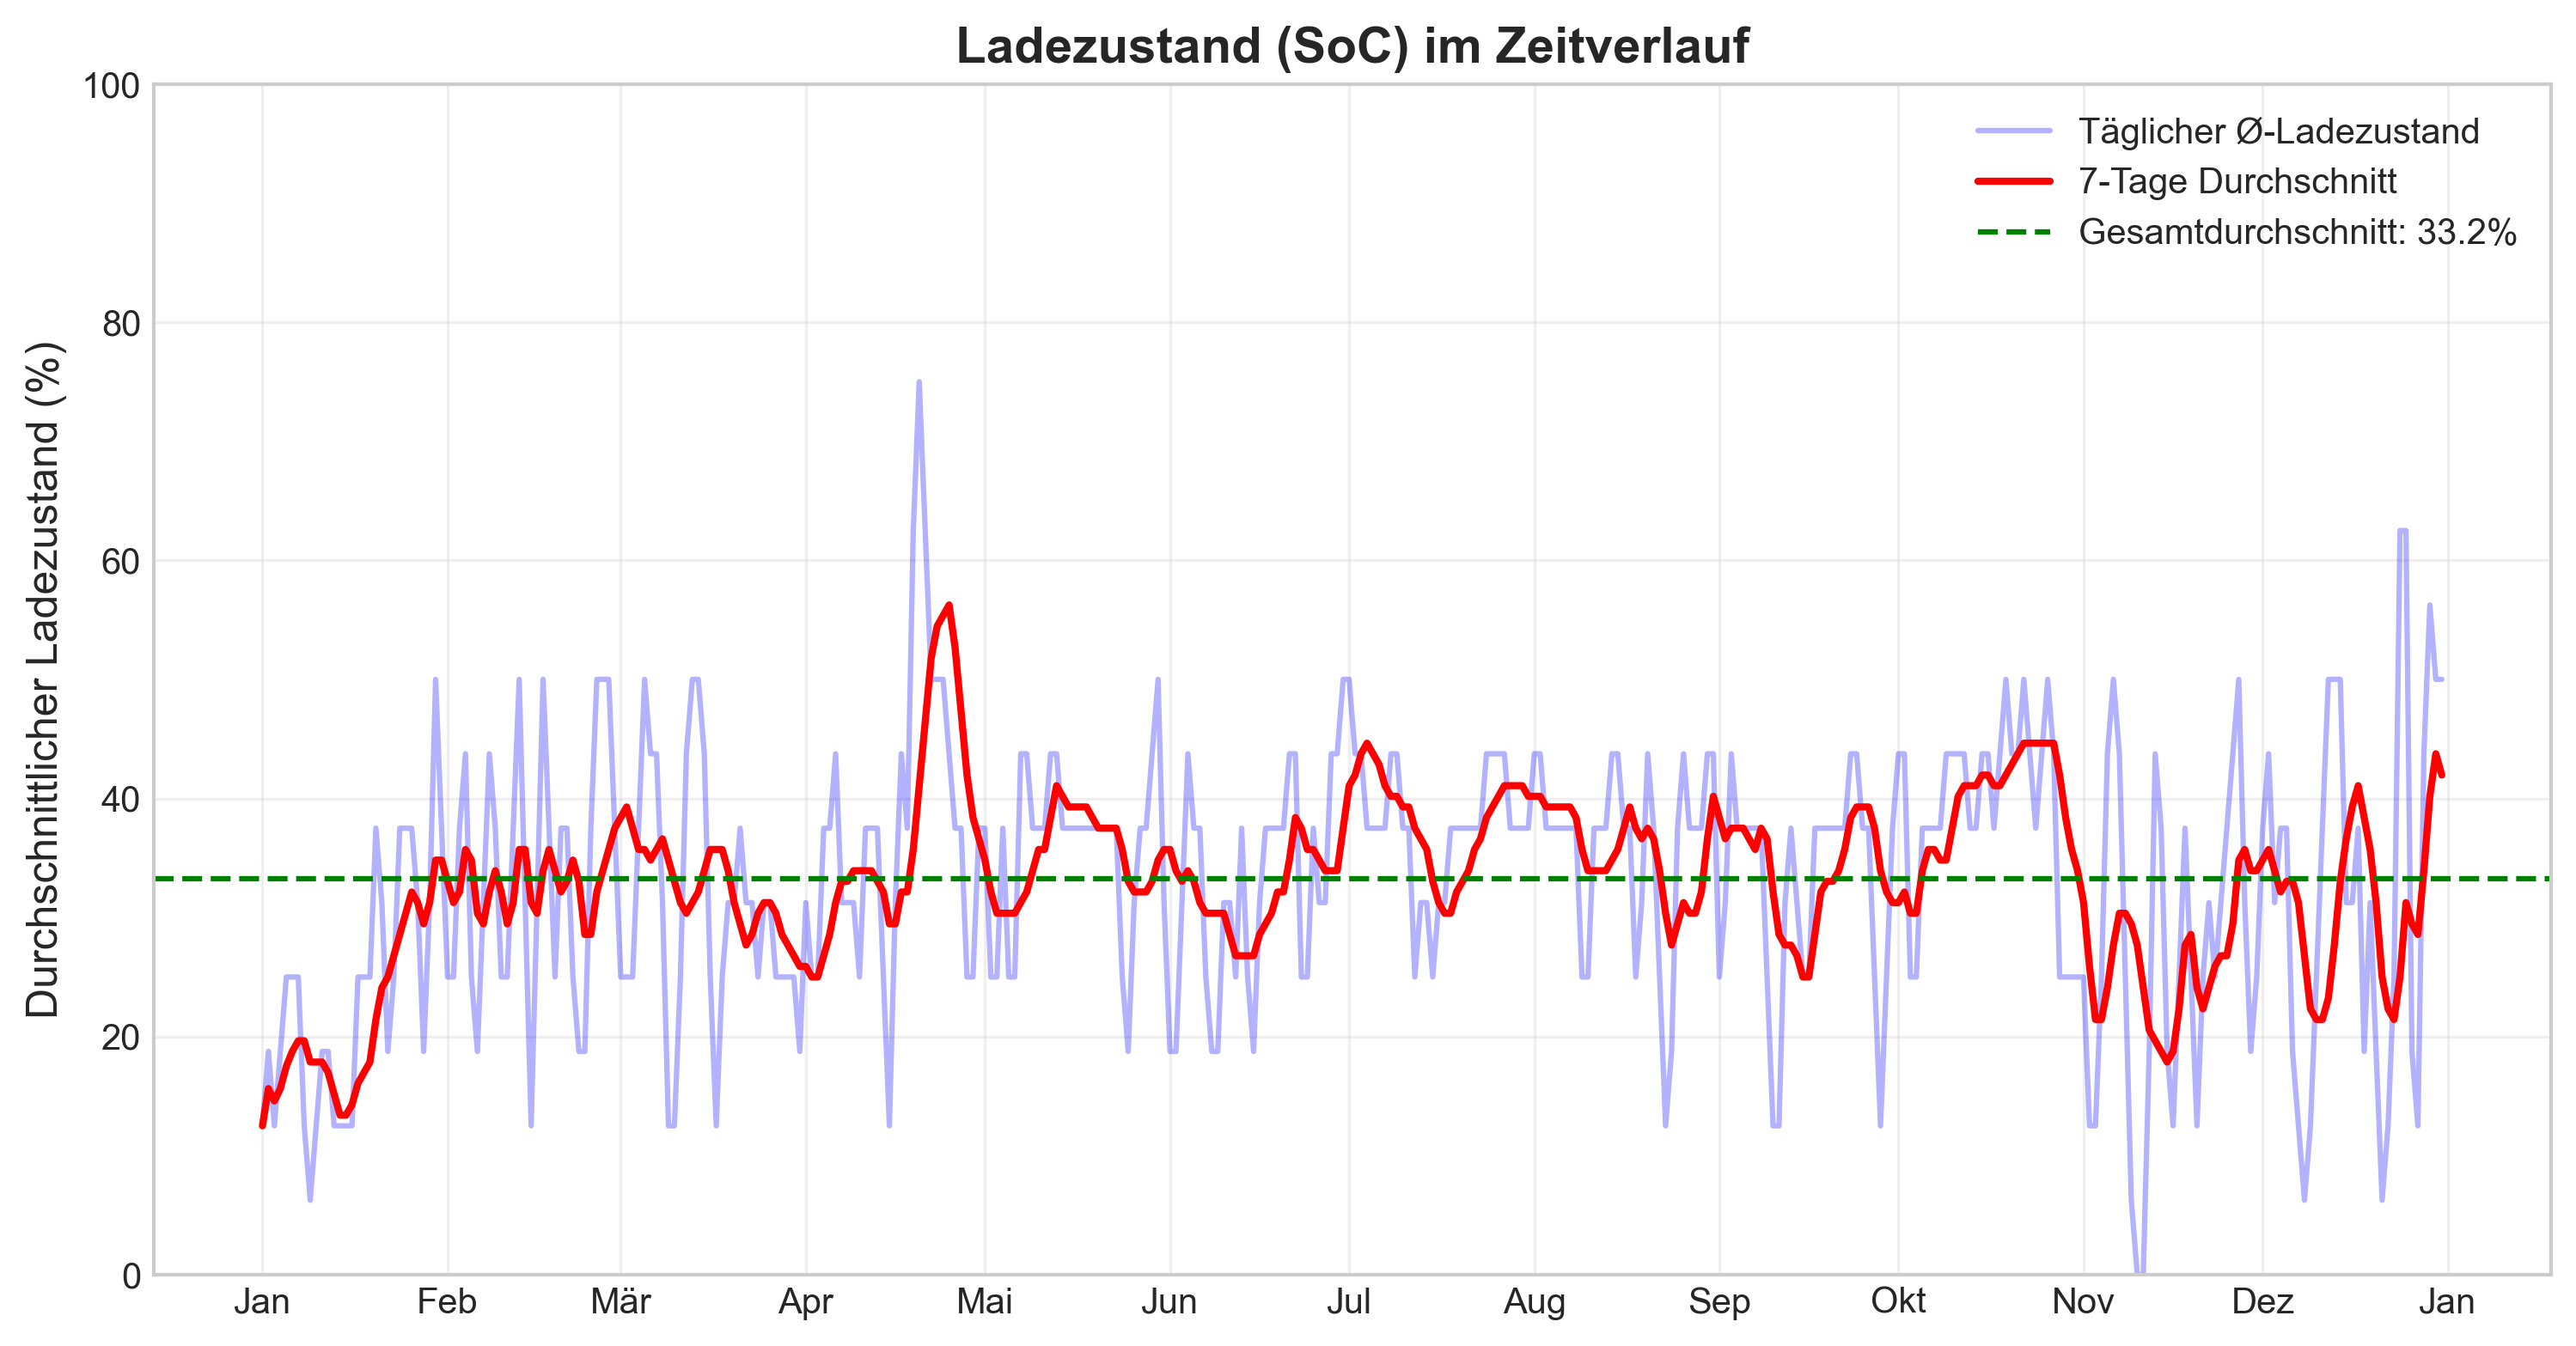 Ladezustand (SoC) im Zeitverlauf
Durchschnittlicher Ladezustand (%)
100
80
60
40
20
0
Täglicher Ø-Ladezustand
7-Tage Durchschnitt
Gesamtdurchschnitt: 33.2%
Jan Feb Mär Apr Mai Jun Jul Aug Sep Okt Nov Dez Jan